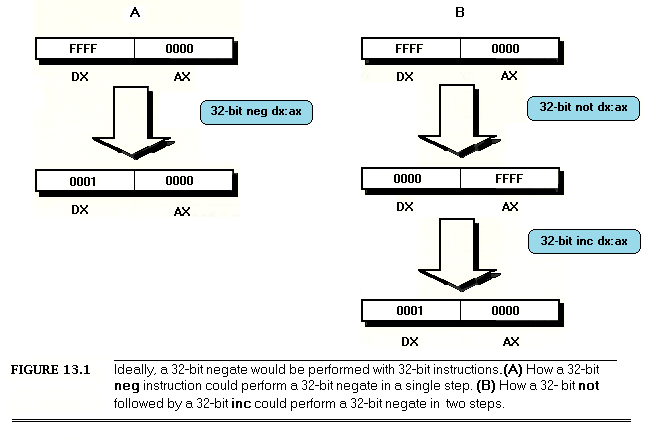 A
FFFF 0000
DX AX
32-bit neg dx:ax
0001 0000
DX AX
B
FFFF 0000
DX AX
32-bit not dx:ax
0000 FFFF
DX AX
32-bit inc dx:ax
0001 0000
DX AX
FIGURE 13.1 Ideally, a 32-bit negate would be performed with 32-bit instructions.(A) How a 32-bit
neg instruction could perform a 32-bit negate in a single step. (B) How a 32- bit not
followed by a 32-bit inc could perform a 32-bit negate in two steps.